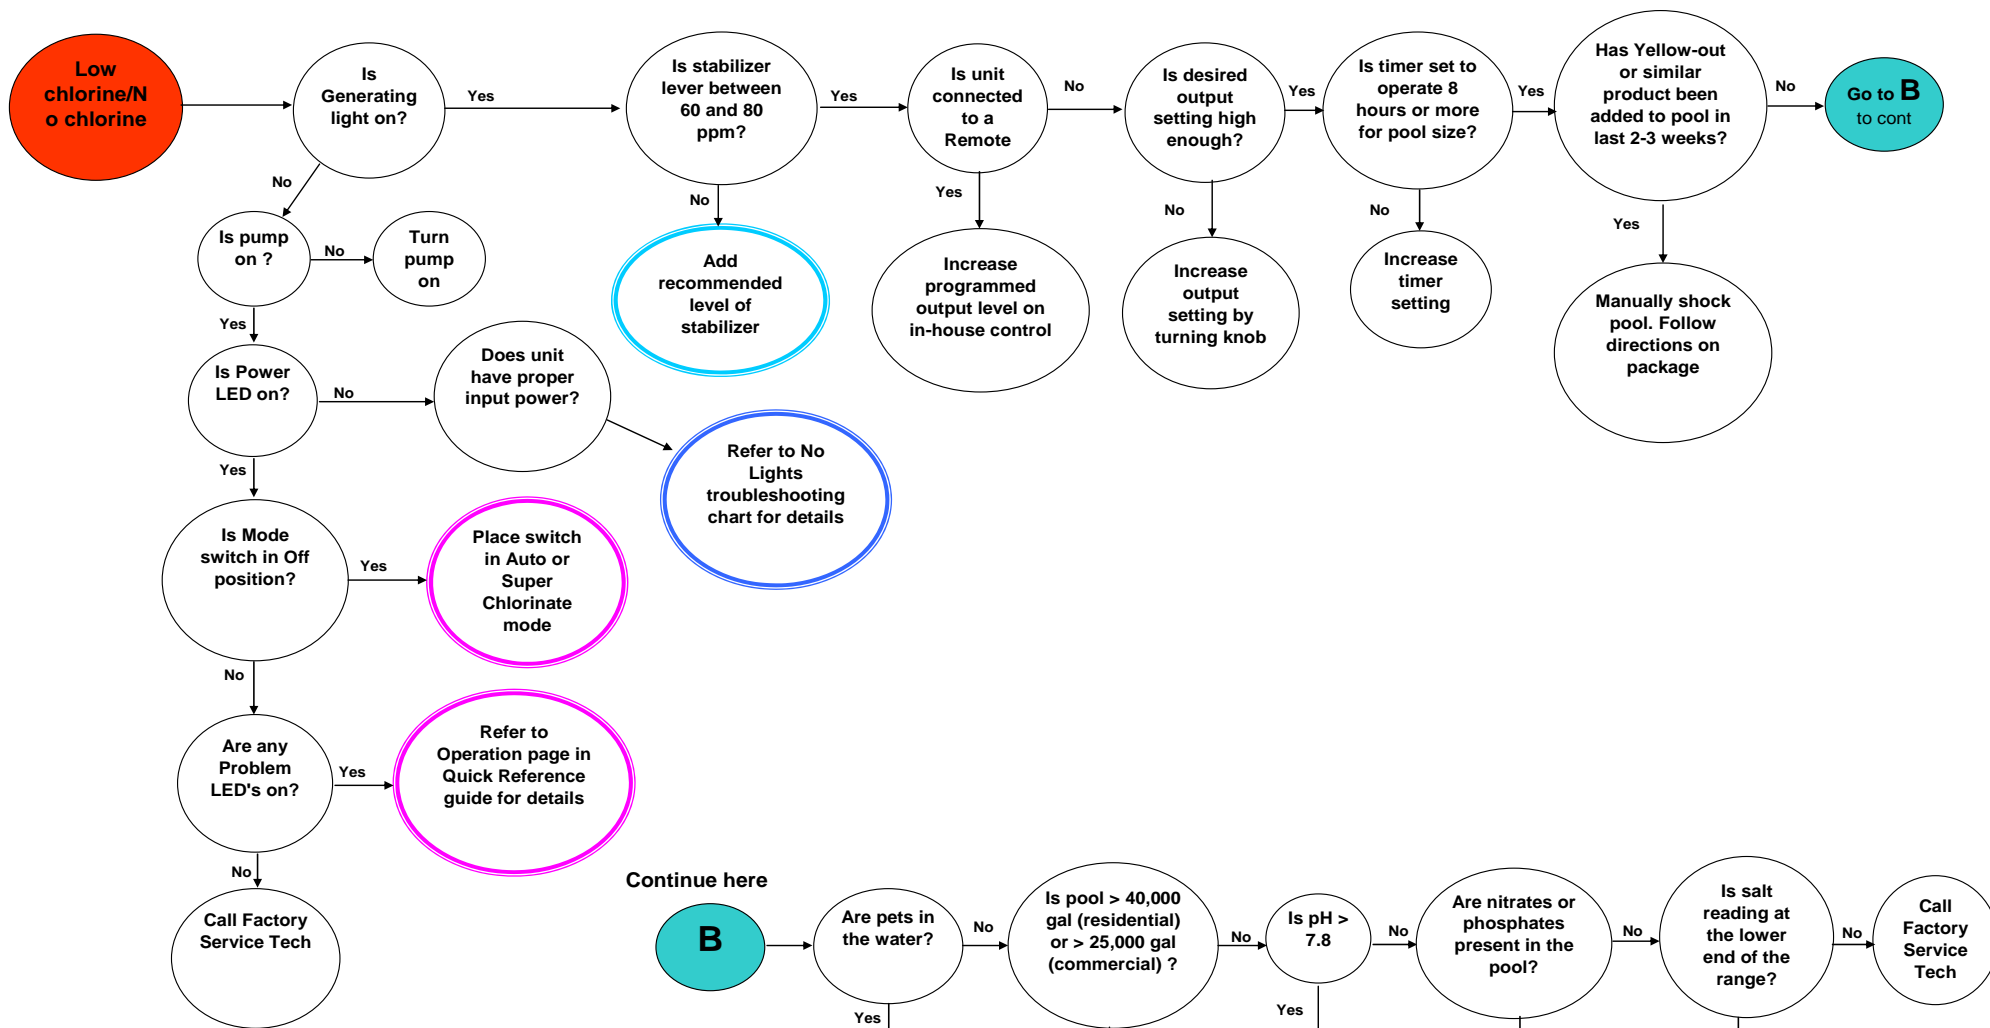 Low
chlorine/N
o chlorine
Is
Generating
light on?
Yes
Is stabilizer
lever between
60 and 80
ppm?
Yes
Is unit
connected
to a
Remote
No
Is desired
output
setting high
enough?
Yes
Is timer set to
operate 8
hours or more
for pool size?
Yes
Has Yellow-out
or similar
product been
added to pool in
last 2-3 weeks?
No
Go to B
to cont
No
No
Yes
No
No
Yes
Is pump
on ?
No
Turn
pump
on
Add
recommended
level of
stabilizer
Increase
programmed
output level on
in-house control
Increase
output
setting by
turning knob
Increase
timer
setting
Manually shock
pool. Follow
directions on
package
Yes
Is Power
LED on?
No
Does unit
have proper
input power?
Refer to No
Lights
troubleshooting
chart for details
Yes
Is Mode
switch in Off
position?
Yes
Place switch
in Auto or
Super
Chlorinate
mode
No
Are any
Problem
LED's on?
Yes
Refer to
Operation page in
Quick Reference
guide for details
No
Call Factory
Service Tech
Continue here
B
Are pets in
the water?
No
Is pool > 40,000
gal (residential)
or > 25,000 gal
(commercial) ?
No
Is pH >
7.8
No
Are nitrates or
phosphates
present in the
pool?
No
Is salt
reading at
the lower
end of the
range?
No
Call
Factory
Service
Tech
Yes
Yes